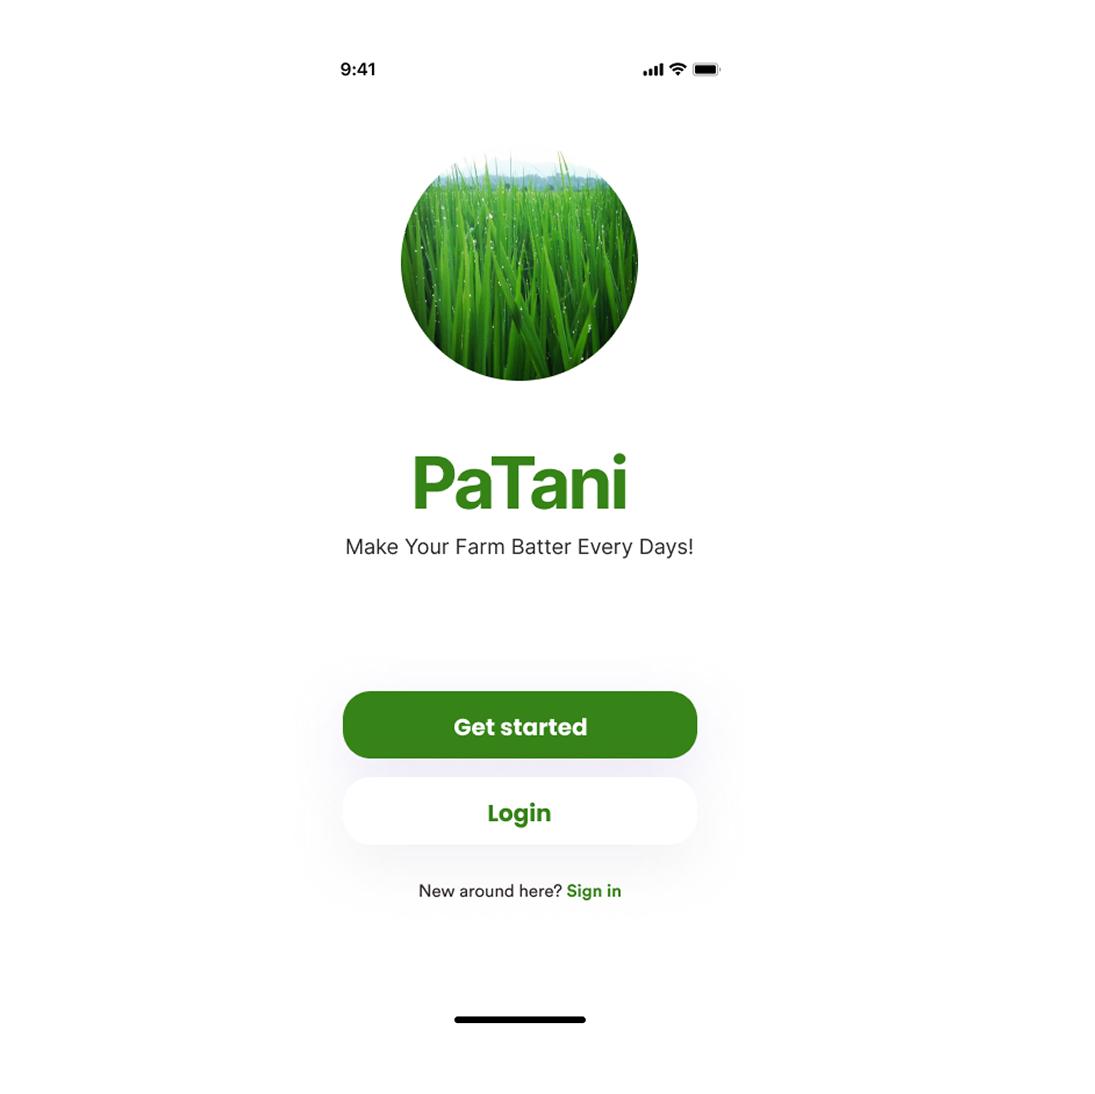 9:41
PaTani
Make Your Farm Batter Every Days!
Get started
Login
New around here? Sign in